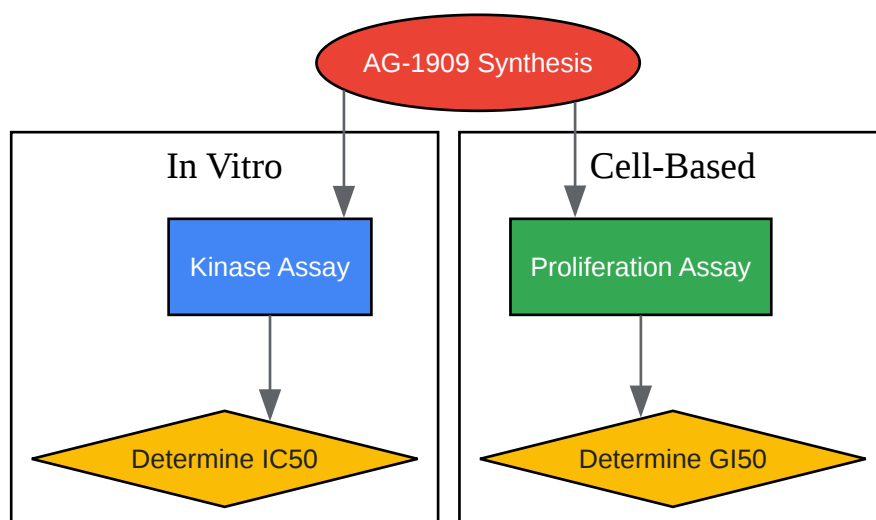 AG-1909 Synthesis
In Vitro
Cell-Based
Kinase Assay
Proliferation Assay
Determine IC50
Determine GI50